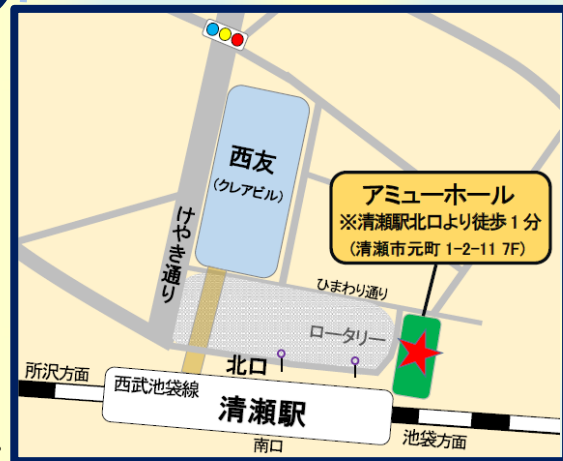 西友
(クレアビル)
けやき通り
アミューホール
※清瀬駅北口より徒歩1分
(清瀬市元町 1-2-11 7F)
ひまわり通り
ロータリー
北口
所沢方面
西武池袋線
清瀬駅
池袋方面
南口